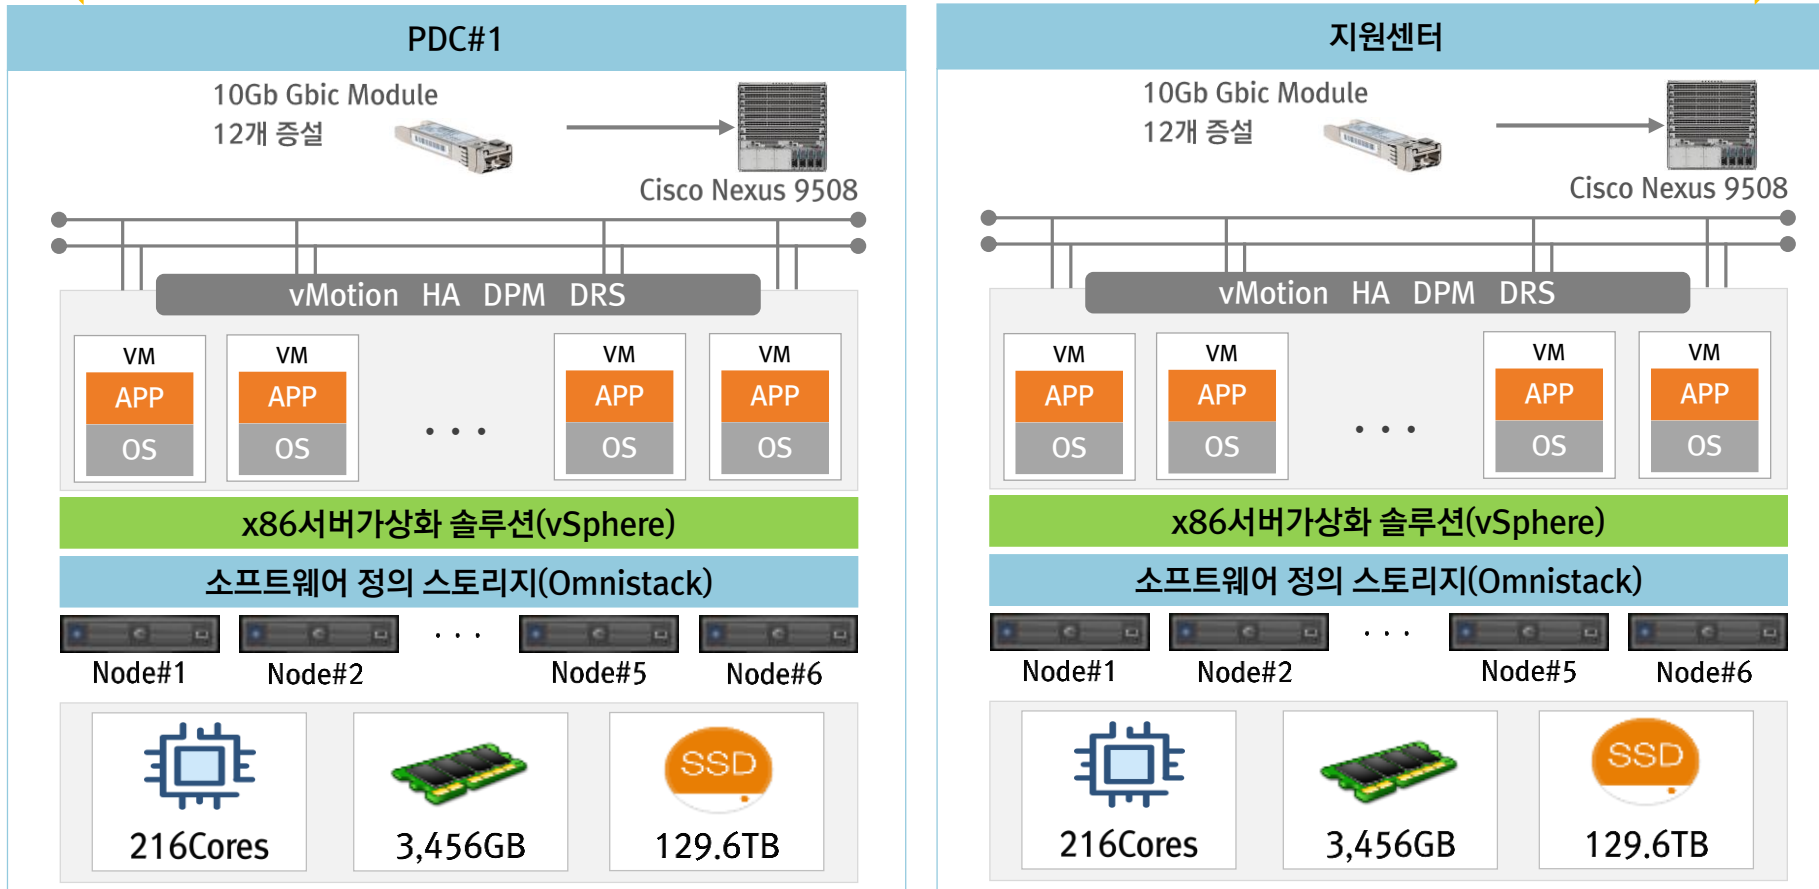 PDC#1
10Gb Gbic Module
12개 증설
Cisco Nexus 9508
vMotion HA DPM DRS
VM VM VM VM
APP APP APP APP
. . .
OS OS OS OS
x86서버가상화 솔루션(vSphere)
소프트웨어 정의 스토리지(Omnistack)
. . .
Node#1 Node#2 Node#5 Node#6
SSD
216Cores 3,456GB 129.6TB
지원센터
10Gb Gbic Module
12개 증설
Cisco Nexus 9508
vMotion HA DPM DRS
VM VM VM VM
APP APP APP APP
. . .
OS OS OS OS
x86서버가상화 솔루션(vSphere)
소프트웨어 정의 스토리지(Omnistack)
. . .
Node#1 Node#2 Node#5 Node#6
SSD
216Cores 3,456GB 129.6TB